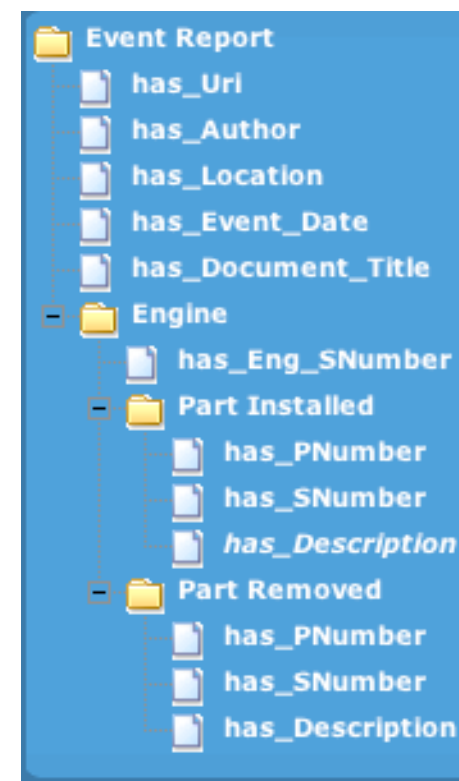 Event Report
has_Uri
has_Author
has_Location
has_Event_Date
has_Document_Title
Engine
has_Eng_SNumber
Part Installed
has_PNumber
has_SNumber
has_Description
Part Removed
has_PNumber
has_SNumber
has_Description